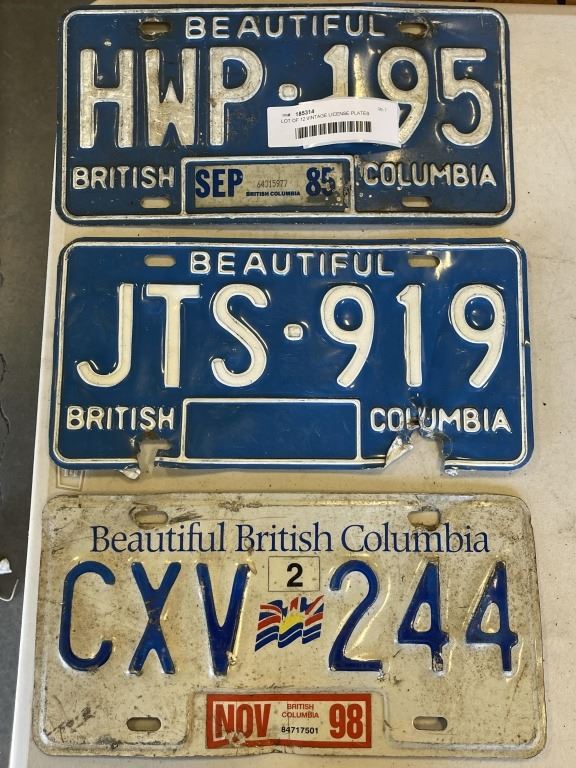 BEAUTIFUL
HWP·195
185314
LOT OF 12 VINTAGE LICENSE PLATES
BRITISH COLUMBIA
SEP 64315977 85
BRITISH COLUMBIA
BEAUTIFUL
JTS·919
BRITISH COLUMBIA
Beautiful British Columbia
2
CXV 244
NOV BRITISH COLUMBIA 98
84717501